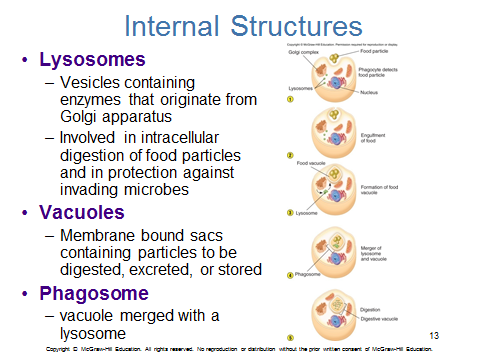 Internal Structures
• Lysosomes
– Vesicles containing
enzymes that originate from
Golgi apparatus
– Involved in intracellular
digestion of food particles
and in protection against
invading microbes
• Vacuoles
– Membrane bound sacs
containing particles to be
digested, excreted, or stored
• Phagosome
– vacuole merged with a
lysosome
Copyright © McGraw-Hill Education. Permission required for reproduction or display.
Golgi complex
Food particle
Phagocyte detects
food particle
Lysosomes
Nucleus
1
Engulfment
of food
2
Food vacuole
Formation of food
vacuole
3
Lysosome
Merger of
lysosome
and vacuole
4
Phagosome
Digestion
Digestive vacuole
5
13
Copyright © McGraw-Hill Education. All rights reserved. No reproduction or distribution without the prior written consent of McGraw-Hill Education.